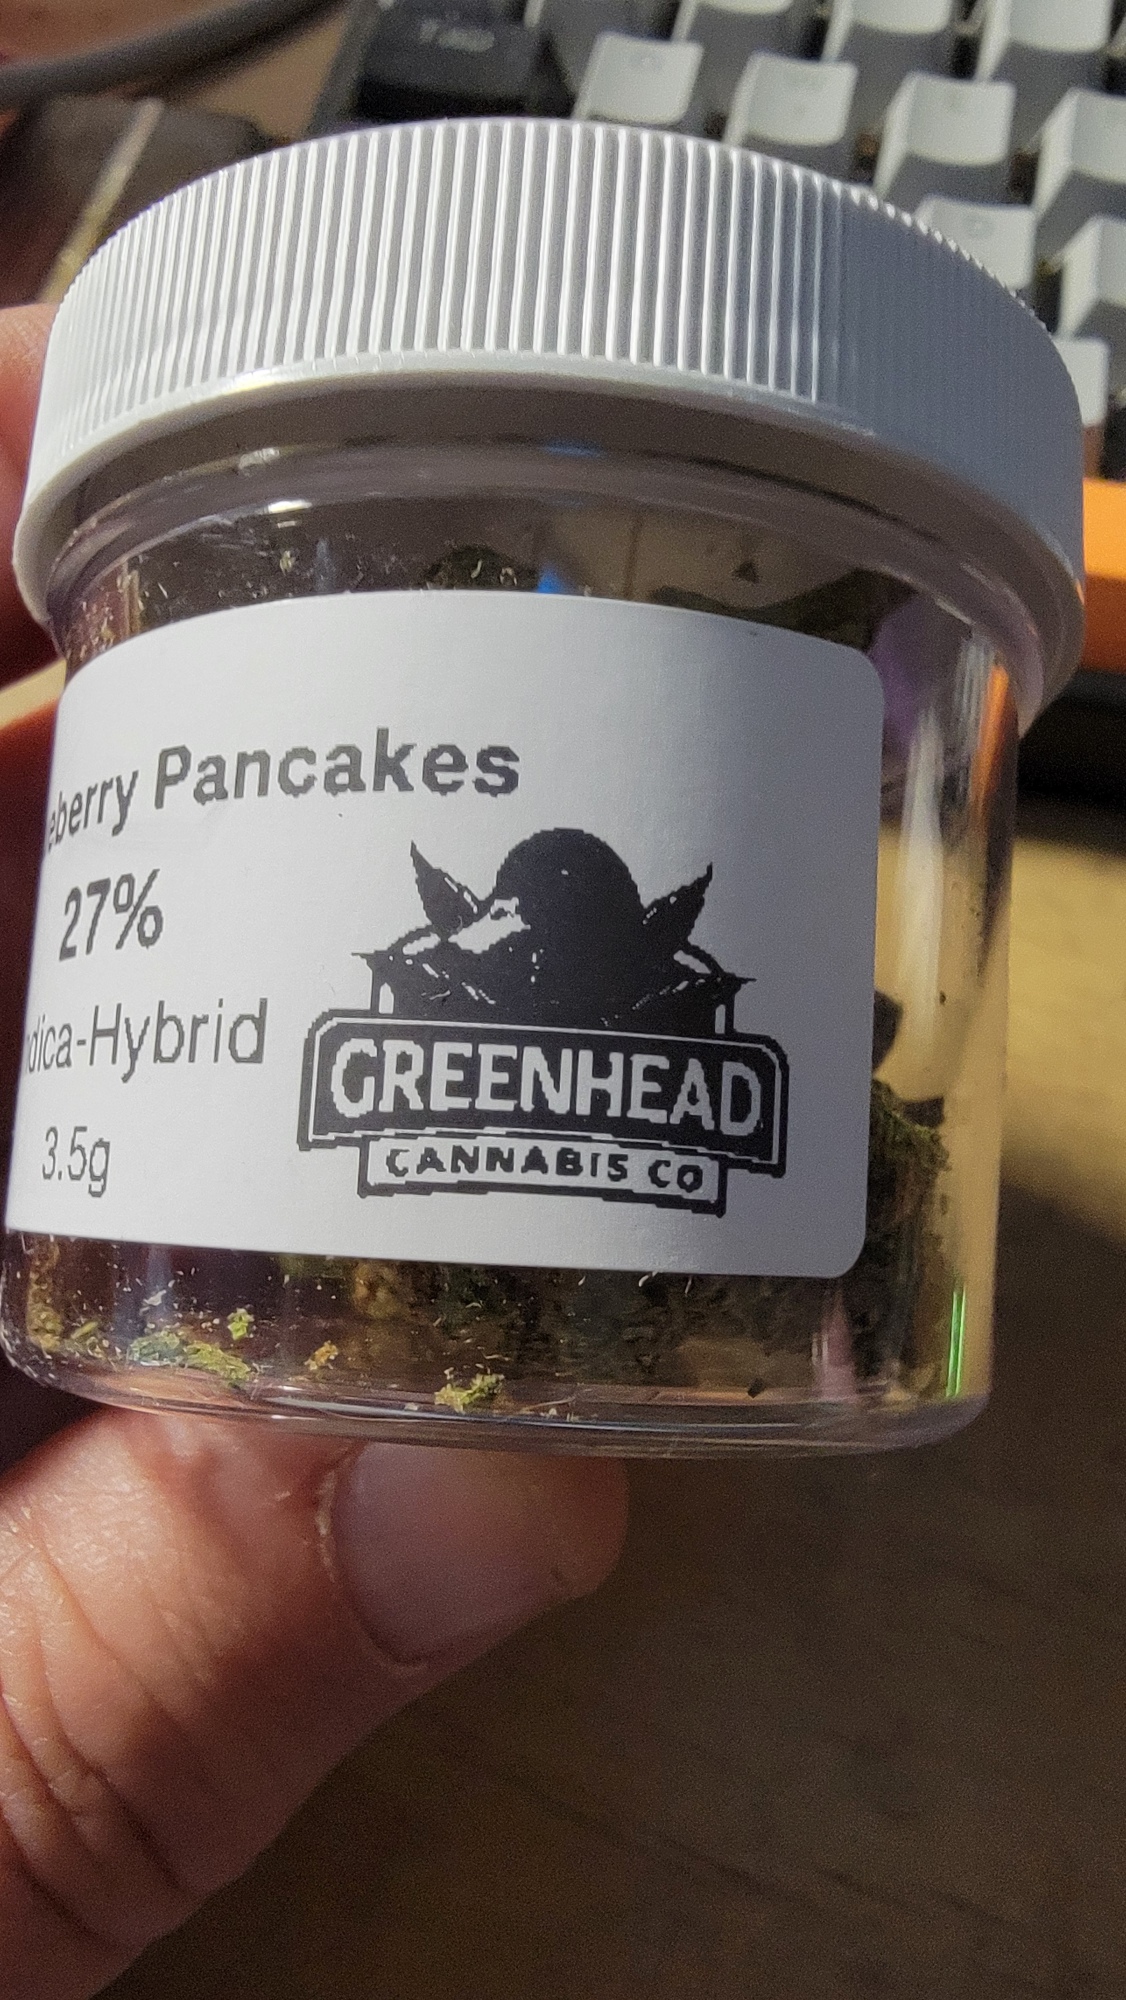 eberry Pancakes
27%
dica-Hybrid
3.5g
GREENHEAD
CANNABIS CO